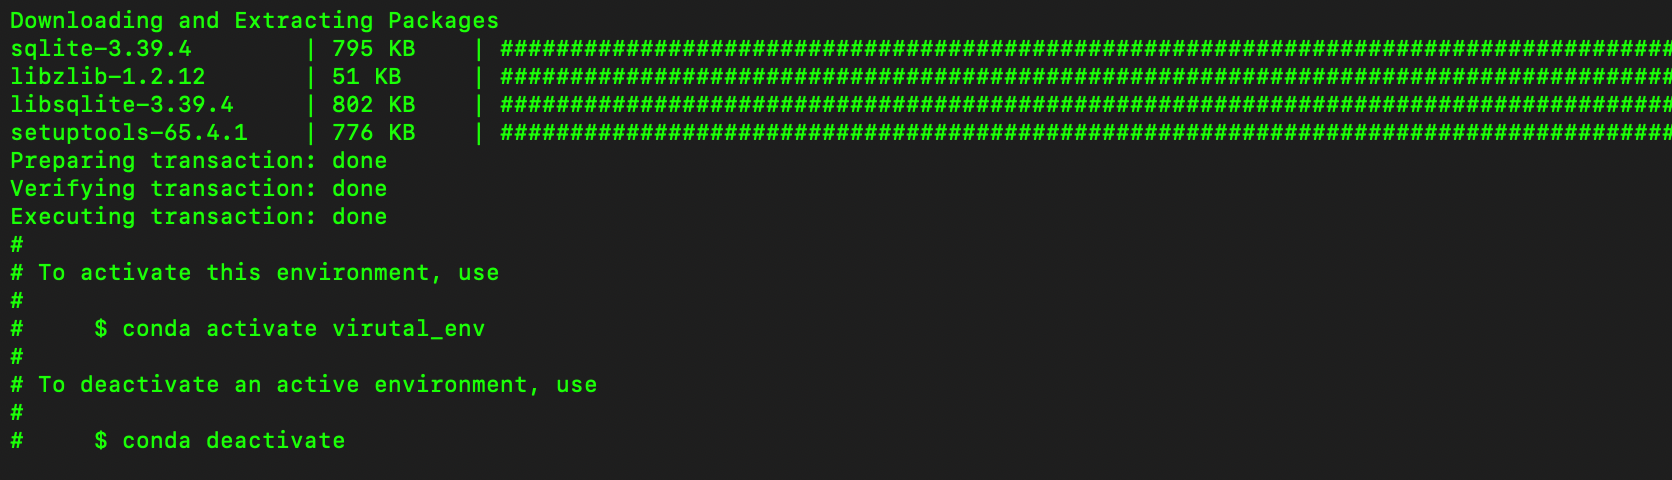 Downloading and Extracting Packages
sqlite-3.39.4        | 795 KB    | ####################################################################################
libzlib-1.2.12       | 51 KB     | ####################################################################################
libsqlite-3.39.4     | 802 KB    | ####################################################################################
setuptools-65.4.1    | 776 KB    | ####################################################################################
Preparing transaction: done
Verifying transaction: done
Executing transaction: done
#
# To activate this environment, use
#
#     $ conda activate virutal_env
#
# To deactivate an active environment, use
#
#     $ conda deactivate